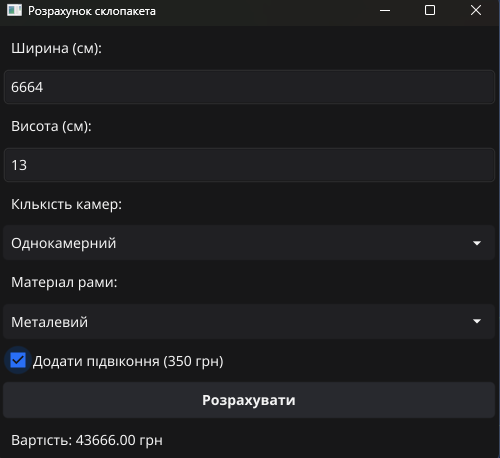 Розрахунок склопакета
Ширина (см):
6664
Висота (см):
13
Кількість камер:
Однокамерний
Матеріал рами:
Металевий
Додати підвіконня (350 грн)
Розрахувати
Вартість: 43666.00 грн